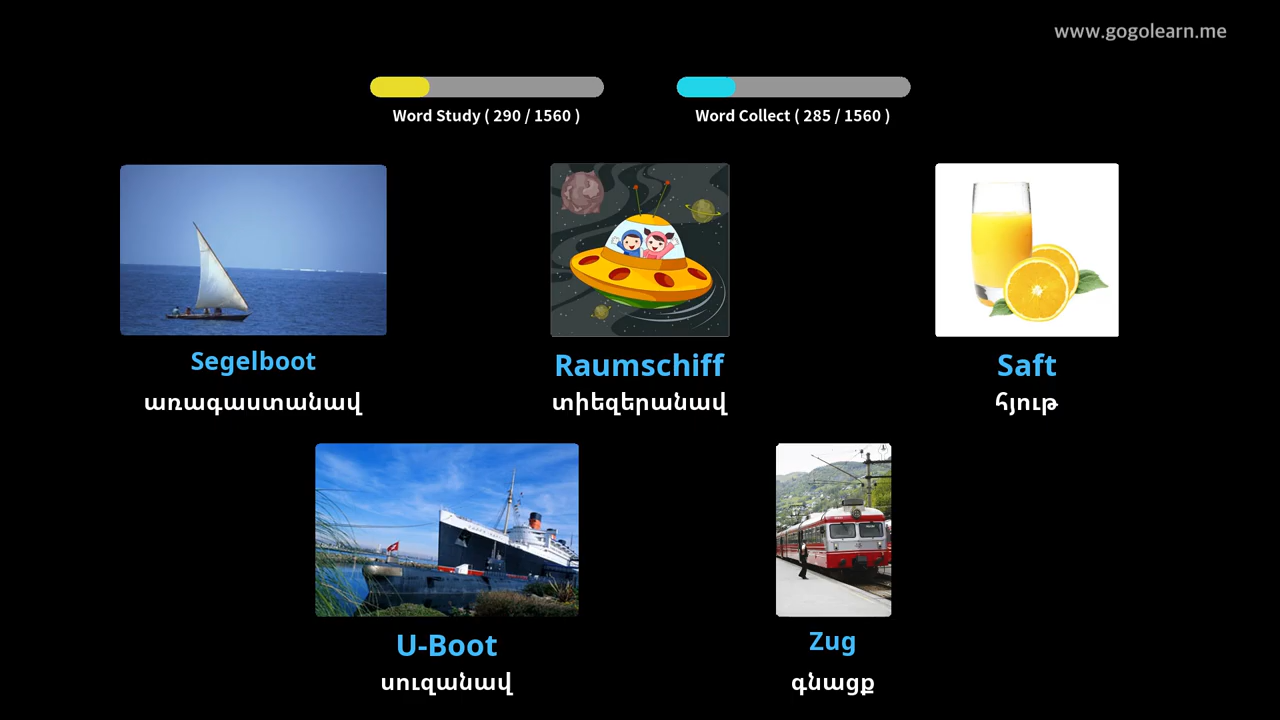 www.gogolearn.me
Word Study ( 290 / 1560 )
Word Collect ( 285 / 1560 )
Segelboot
Raumschiff
Saft
առագաստանավ
տիեզերանավ
հյութ
U-Boot
Zug
սուզանավ
գնացք